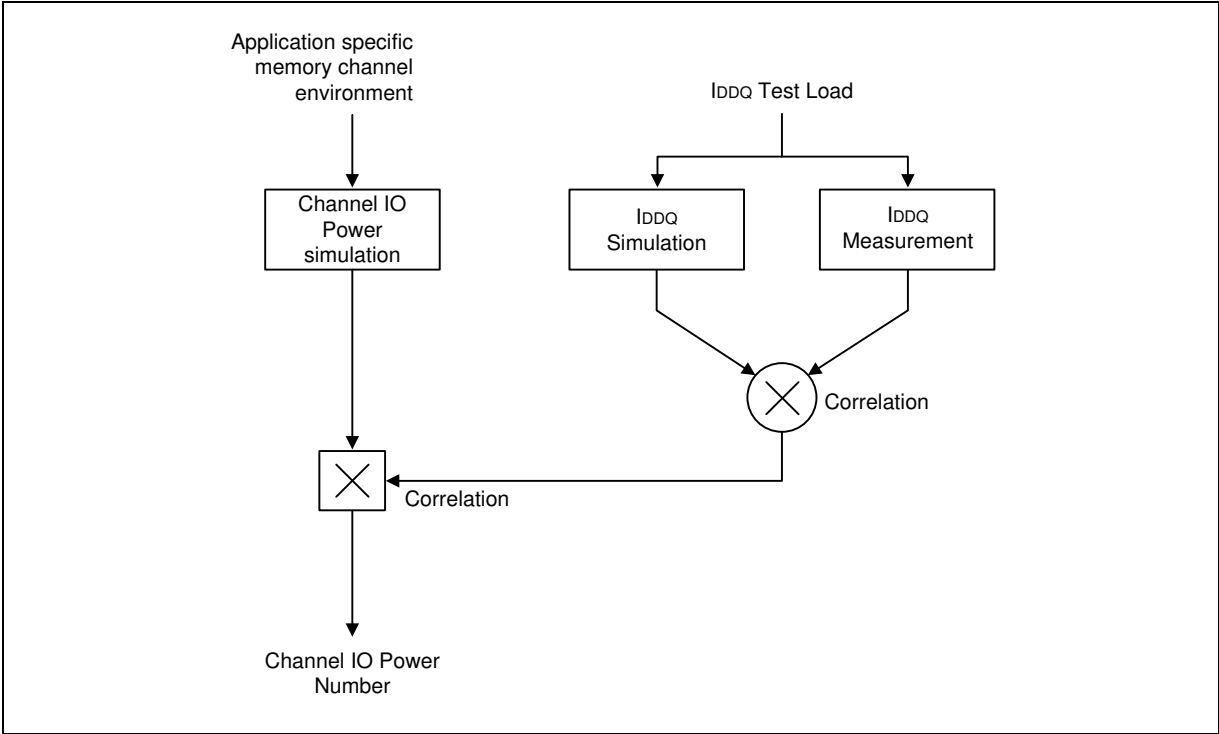 Application specific
memory channel
environment
IDDQ Test Load
Channel IO
Power
simulation
IDDQ
Simulation
IDDQ
Measurement
Correlation
Correlation
Channel IO Power
Number